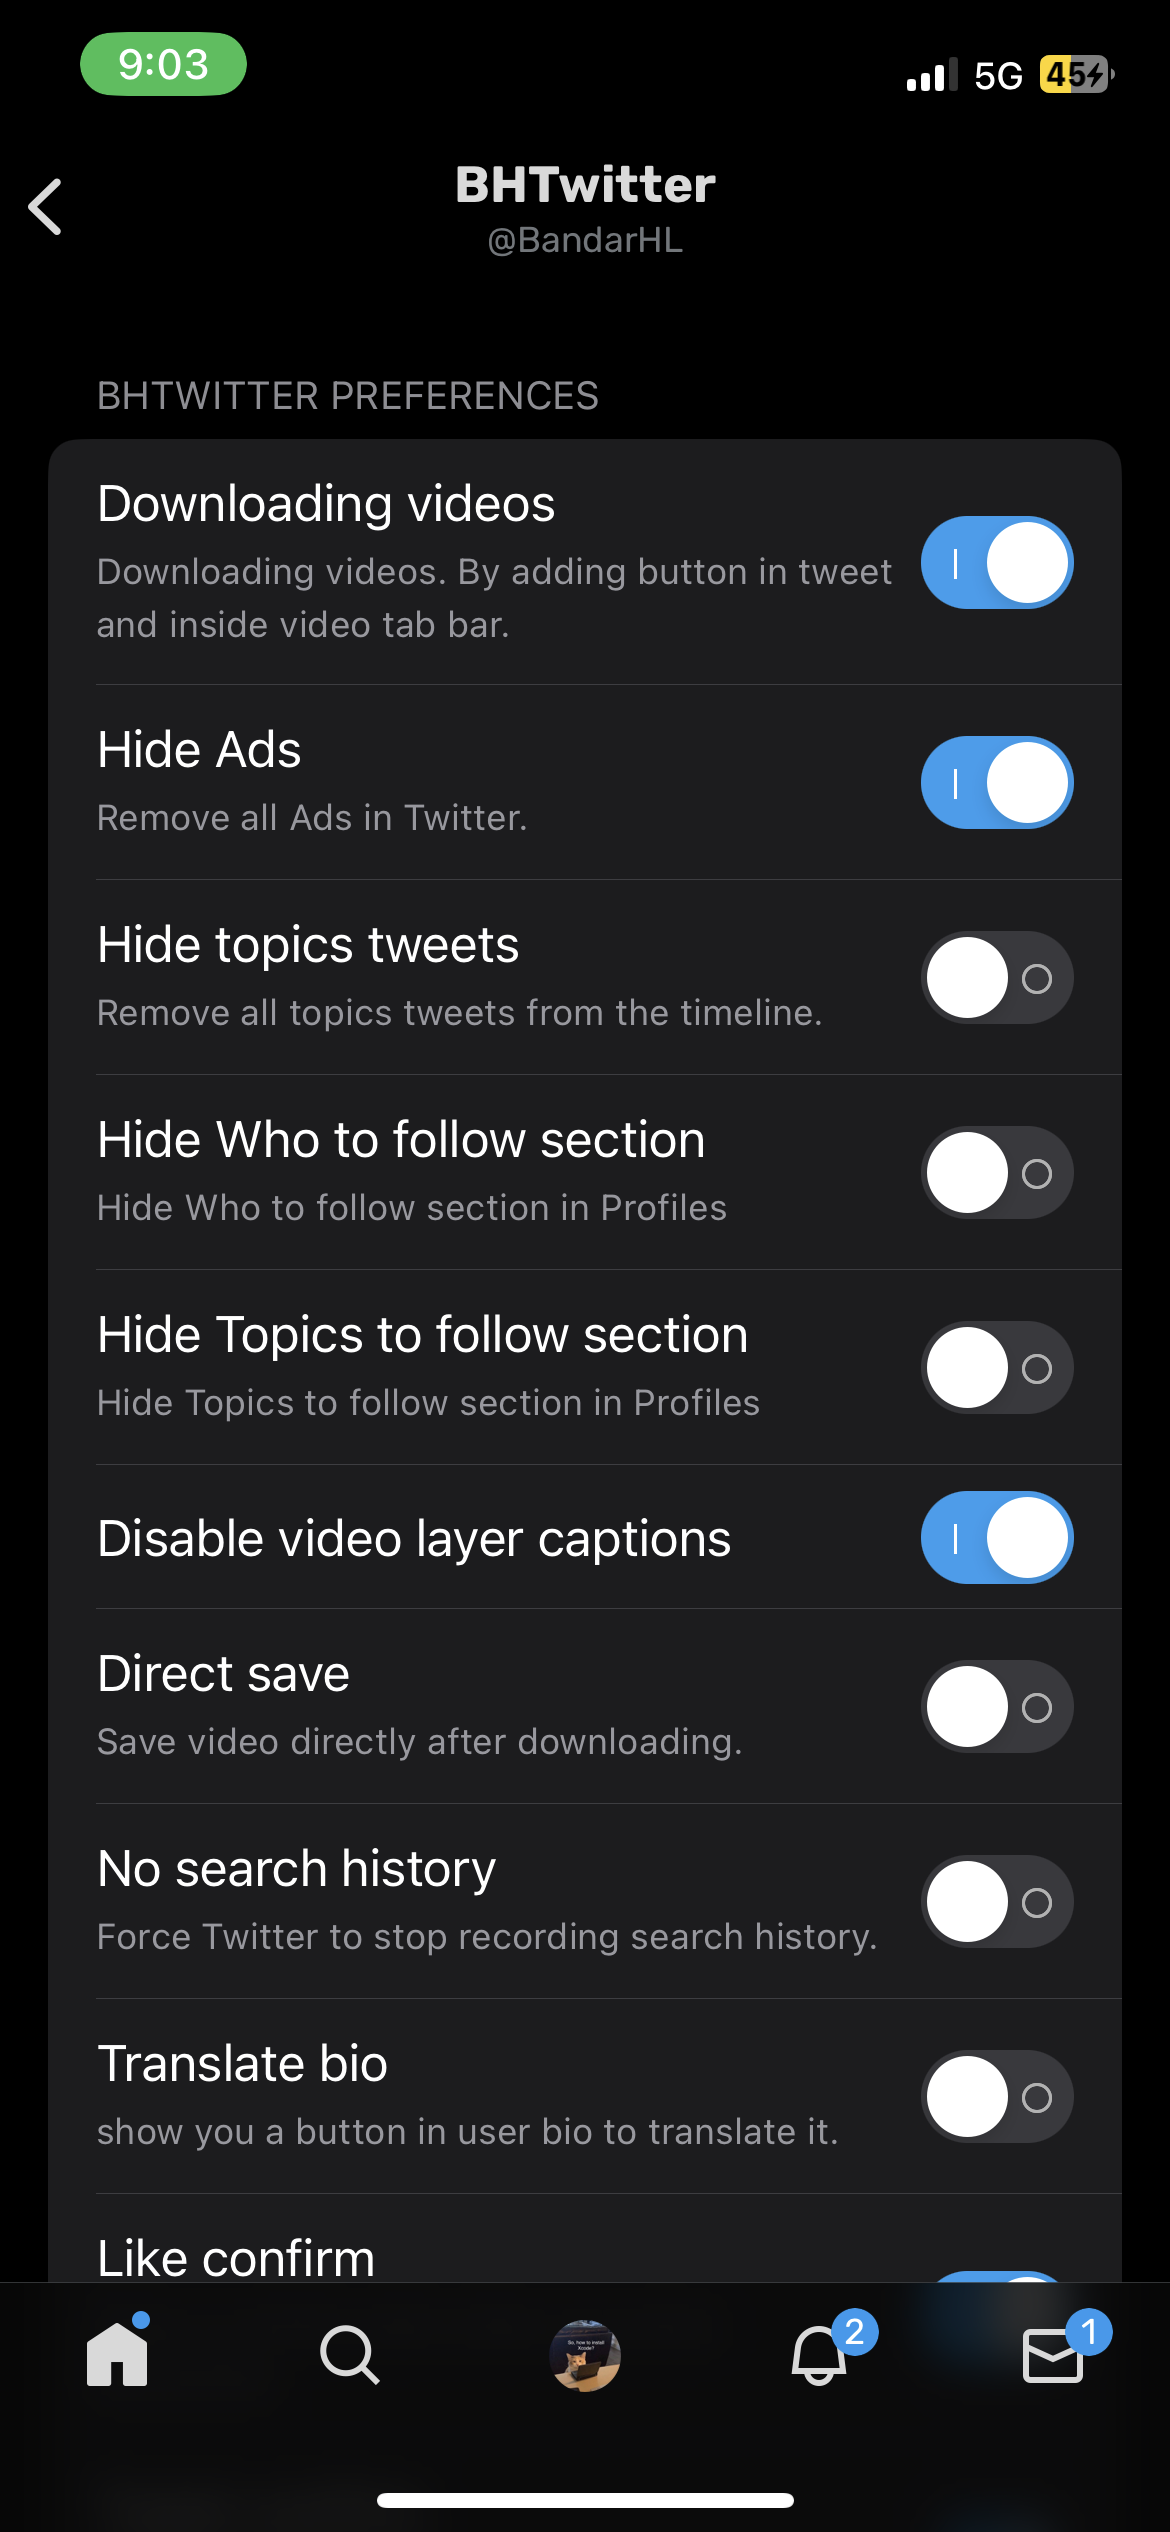 9:03
5G
45
BHTwitter
@BandarHL
BHTWITTER PREFERENCES
Downloading videos
Downloading videos. By adding button in tweet
and inside video tab bar.
Hide Ads
Remove all Ads in Twitter.
Hide topics tweets
Remove all topics tweets from the timeline.
Hide Who to follow section
Hide Who to follow section in Profiles
Hide Topics to follow section
Hide Topics to follow section in Profiles
Disable video layer captions
Direct save
Save video directly after downloading.
No search history
Force Twitter to stop recording search history.
Translate bio
show you a button in user bio to translate it.
Like confirm
So, how to install
Xcode?
2
1